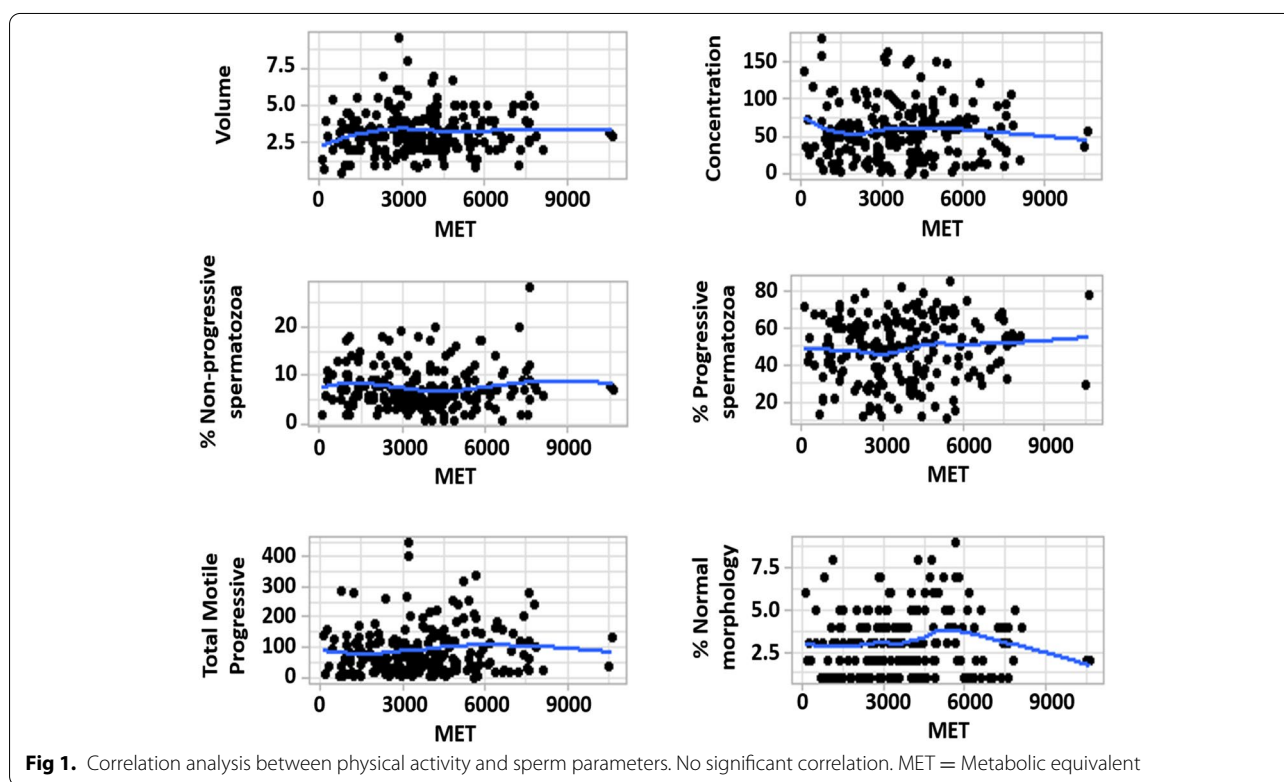 Volume
7.5
5.0
2.5
0 3000 6000 9000
MET
Concentration
150
100
50
0
0 3000 6000 9000
MET
% Non-progressive
spermatozoa
20
10
0
0 3000 6000 9000
MET
% Progressive
spermatozoa
80
60
40
20
0 3000 6000 9000
MET
Total Motile
Progressive
400
300
200
100
0
0 3000 6000 9000
MET
% Normal
morphology
7.5
5.0
2.5
0 3000 6000 9000
MET
Fig 1. Correlation analysis between physical activity and sperm parameters. No significant correlation. MET = Metabolic equivalent